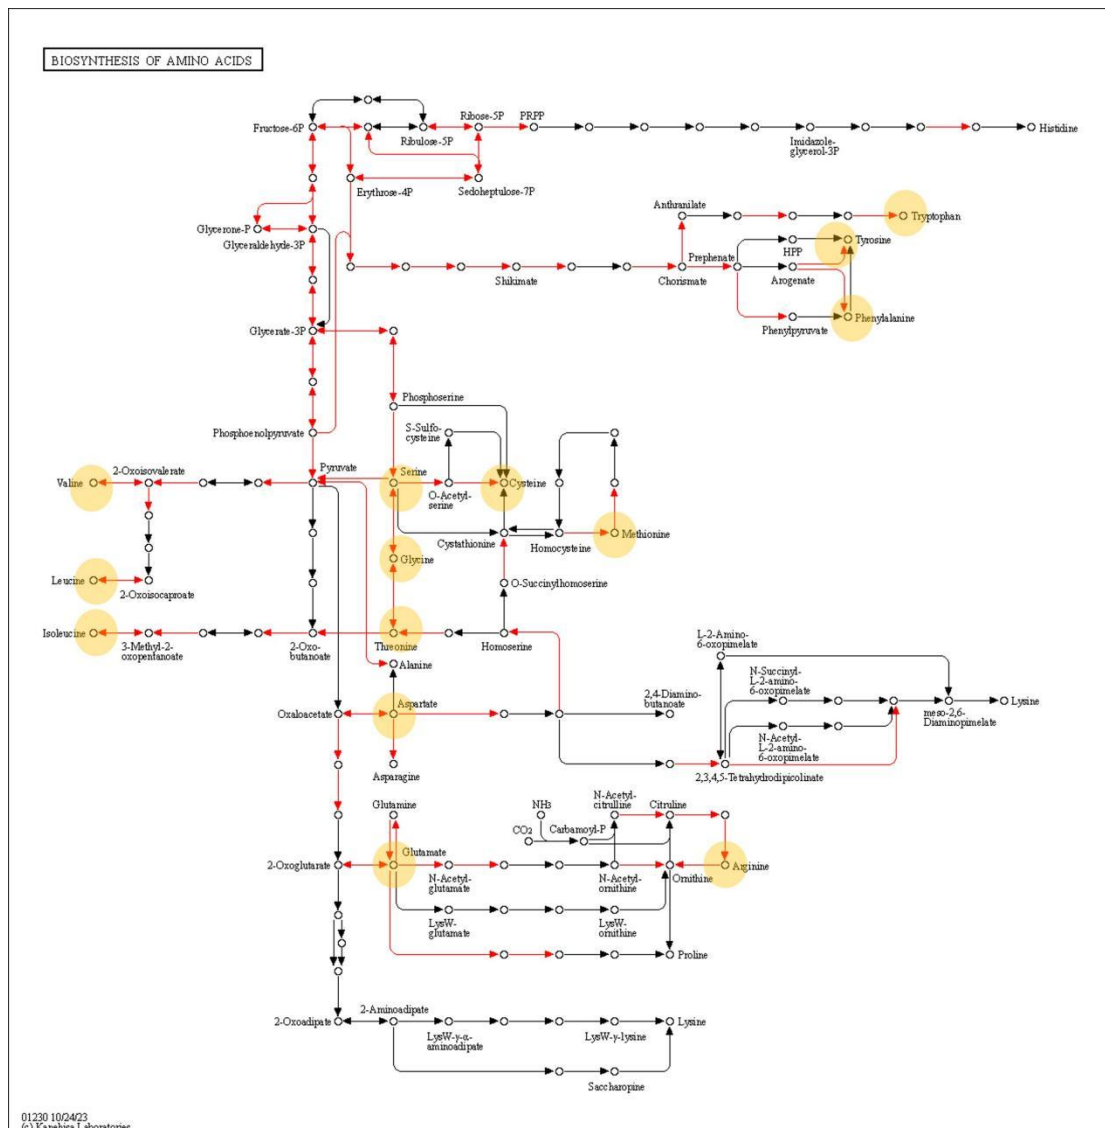 BIOSYNTHESIS OF AMINO ACIDS
Fructose-6P
Ribulose-5P
Ribose-5P
PRPP
Imidazole-
glycerol-3P
Histidine
Erythrose-4P
Sedoheptulose-7P
Glycerone-P
Glyceraldehyde-3P
Anthranilate
Tryptophan
Tyrosine
HPP
Prephenate
Arogenate
Shikimate
Chorismate
Phenylpyruvate
Phenylalanine
Glycerate-3P
Phosphoserine
Phosphoenolpyruvate
S-Sulfo-
cysteine
Pyruvate
Serine
Cysteine
O-Acetyl-
serine
2-Oxoisovalerate
Valine
Cystathionine
Homocysteine
Methionine
Glycine
Leucine
2-Oxoisocaproate
O-Succinylhomoserine
Isoleucine
3-Methyl-2-
oxopentanoate
2-Oxo-
butanoate
Threonine
Homoserine
Alanine
L-2-Amino-
6-oxopimelate
N-Succinyl-
L-2-amino-
6-oxopimelate
2,4-Diamino-
butanoate
Oxaloacetate
Aspartate
Lysine
meso-2,6-
Diaminopimelate
N-Acetyl-
L-2-amino-
6-oxopimelate
Asparagine
2,3,4,5-Tetrahydrodipicolinate
Glutamine
NH3
N-Acetyl-
citrulline
Citruline
CO2
Carbamoyl-P
2-Oxoglutarate
Glutamate
N-Acetyl-
glutamate
N-Acetyl-
ornithine
Ornithine
Arginine
LysW-
glutamate
LysW-
ornithine
Proline
2-Oxoadipate
2-Aminoadipate
LysW-γ-α-
aminoadipate
LysW-γ-lysine
Lysine
Saccharopine
01230 10/24/23
(c) Kanehisa Laboratories